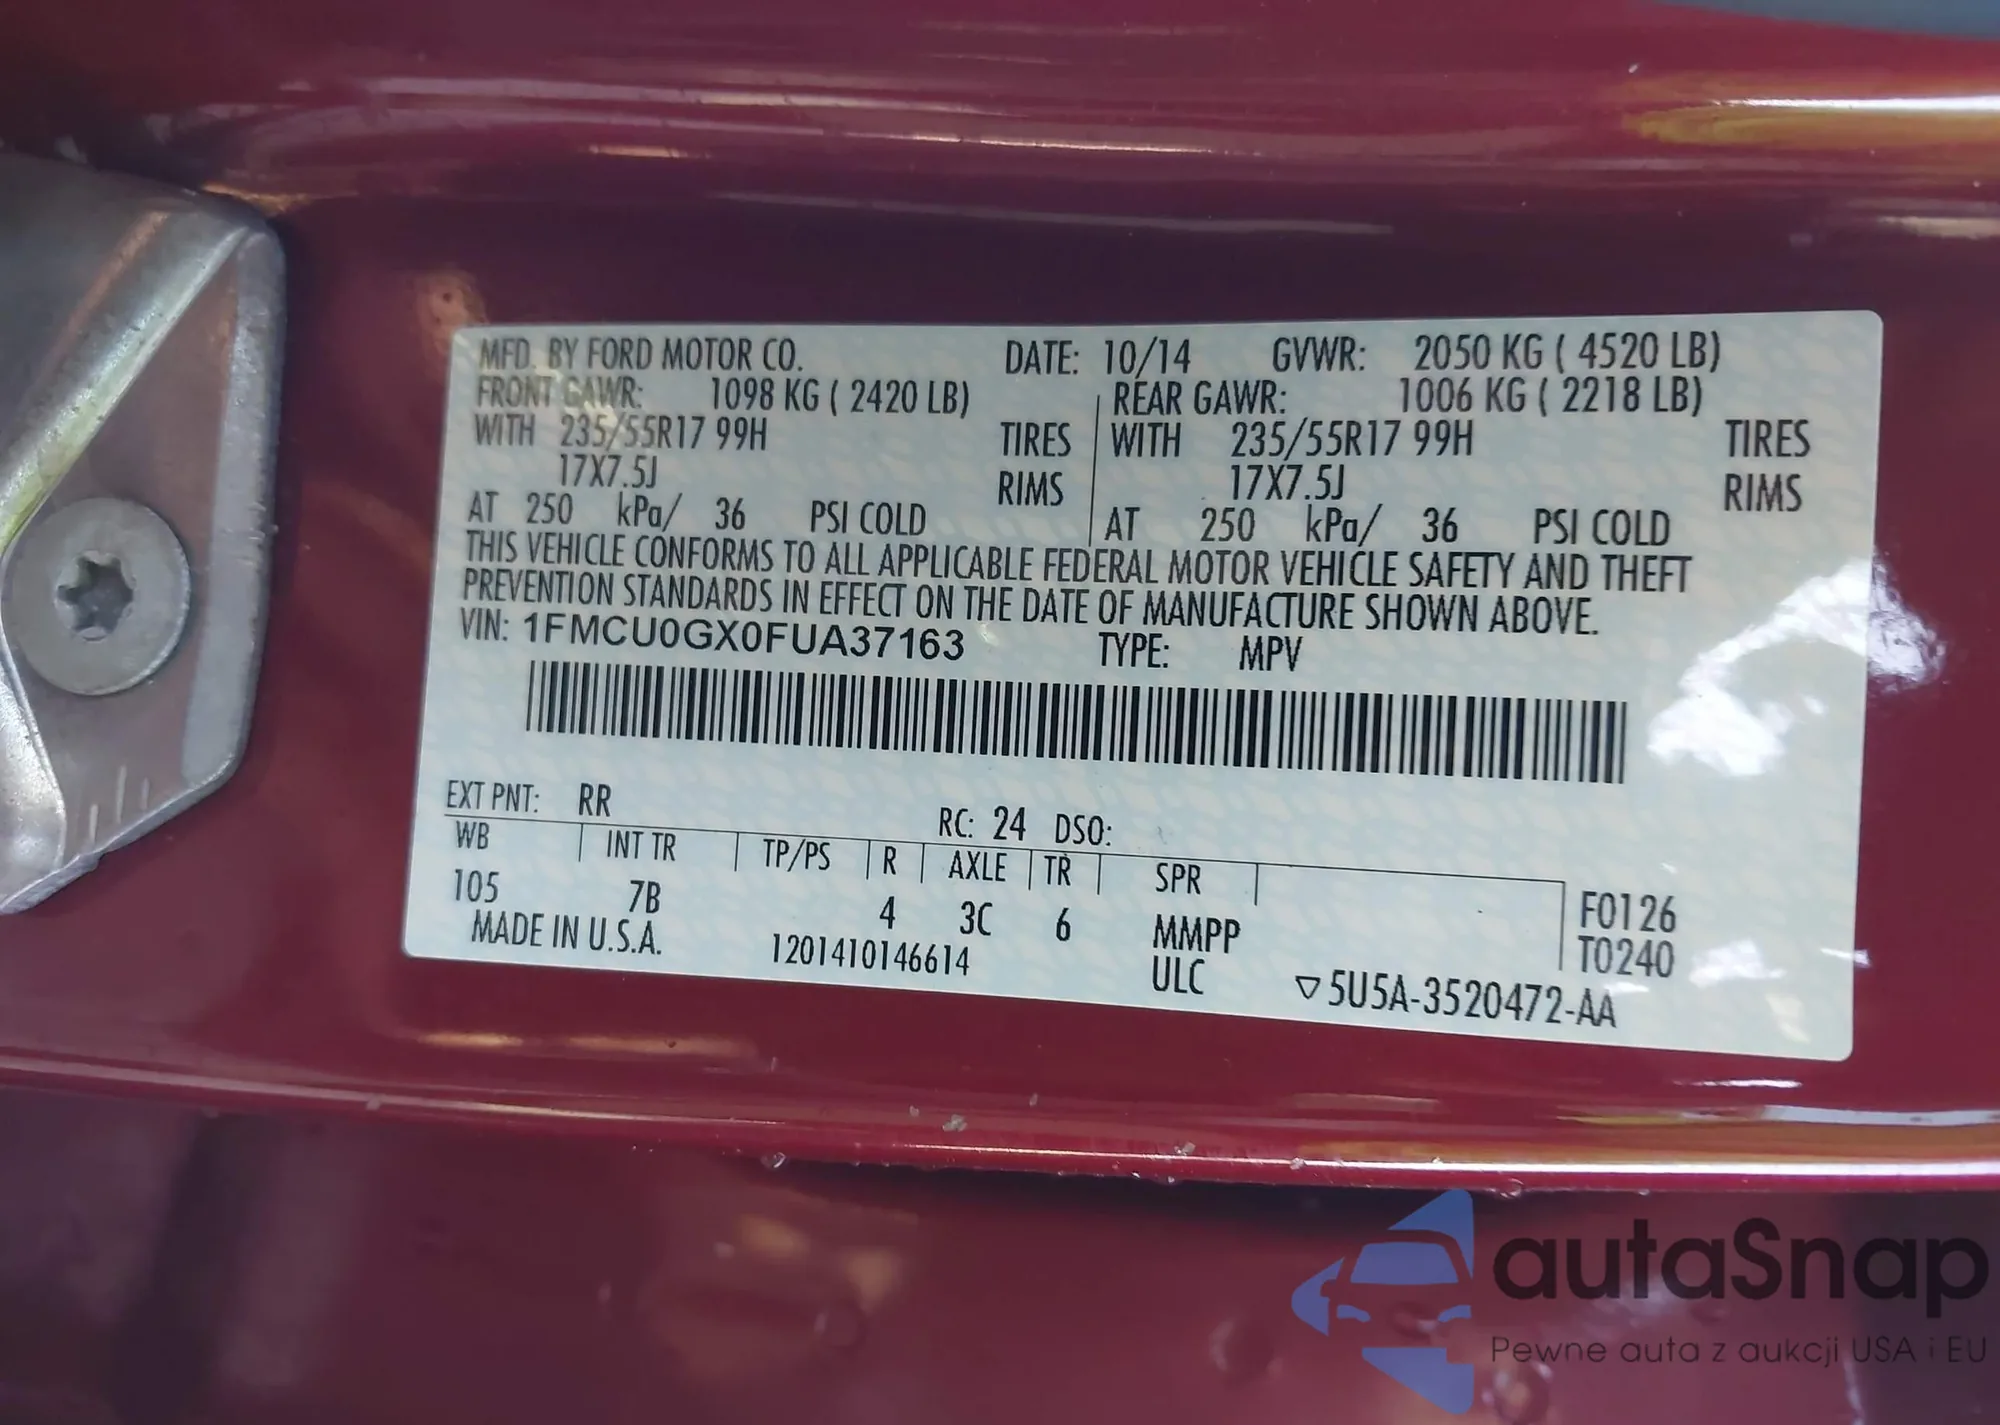 MFD. BY FORD MOTOR CO. DATE: 10/14 GVWR: 2050 KG ( 4520 LB)
FRONT GAWR: 1098 KG ( 2420 LB) REAR GAWR: 1006 KG ( 2218 LB)
WITH 235/55R17 99H TIRES WITH 235/55R17 99H TIRES
17X7.5J RIMS 17X7.5J RIMS
AT 250 kPa/ 36 PSI COLD AT 250 kPa/ 36 PSI COLD
THIS VEHICLE CONFORMS TO ALL APPLICABLE FEDERAL MOTOR VEHICLE SAFETY AND THEFT
PREVENTION STANDARDS IN EFFECT ON THE DATE OF MANUFACTURE SHOWN ABOVE.
VIN: 1FMCU0GX0FUA37163 TYPE: MPV
EXT PNT: RR RC: 24 DSO:
WB INT TR TP/PS R AXLE TR SPR
105 7B 4 3C 6 MMPP F0126
MADE IN U.S.A. 1201410146614 ULC T0240
▽5U5A-3520472-AA
autaSnap
Pewne auta z aukcji USA i EU